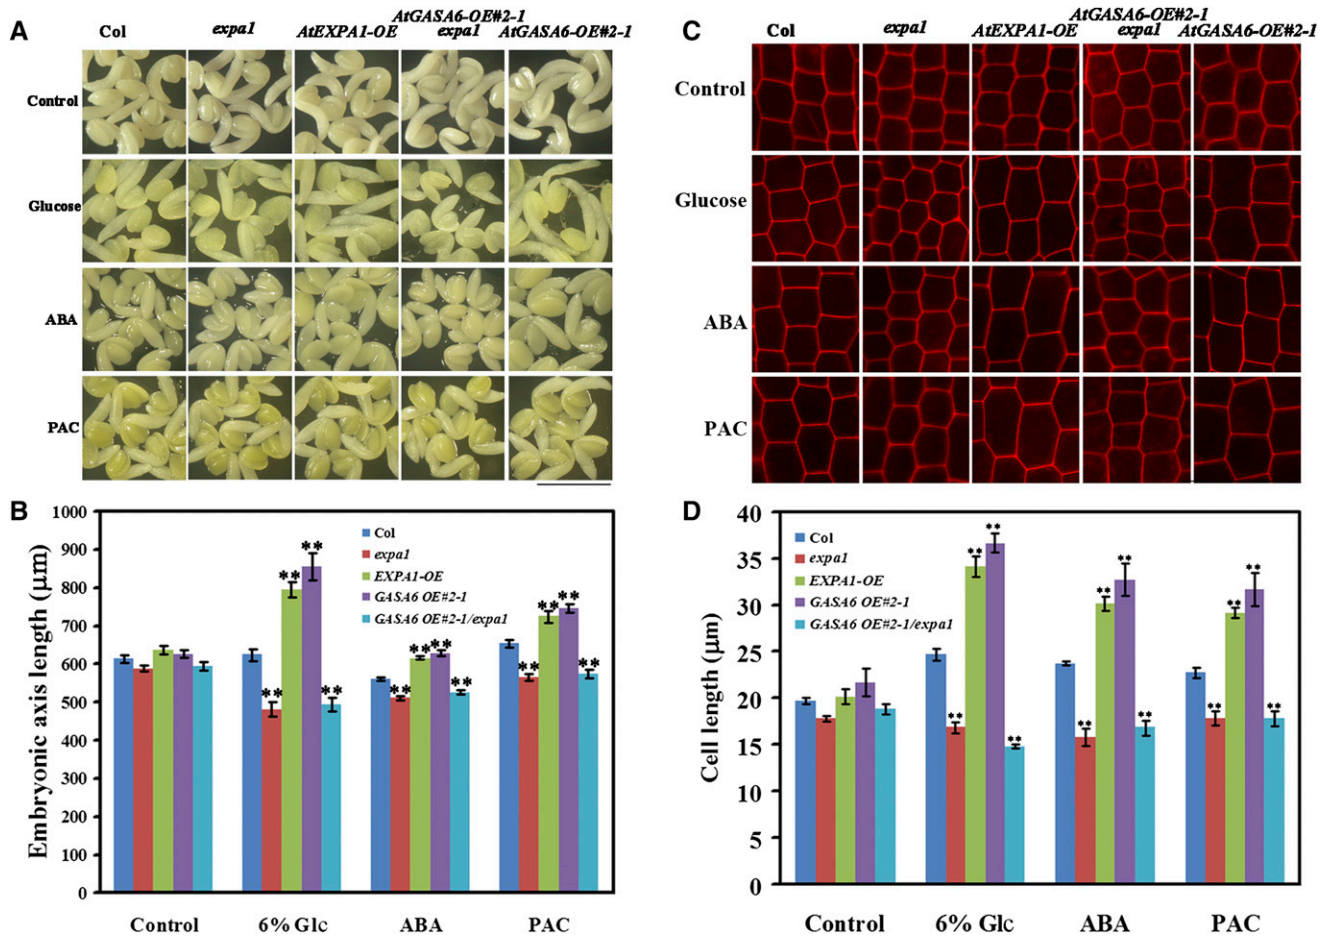 A
Col
expa1
AtEXPA1-OE
AtGASA6-OE#2-1
expa1
AtGASA6-OE#2-1
Control
Glucose
ABA
PAC
C
Col
expa1
AtEXPA1-OE
AtGASA6-OE#2-1
expa1
AtGASA6-OE#2-1
Control
Glucose
ABA
PAC
B
Embryonic axis length (µm)
1000
900
800
700
600
500
400
300
200
100
0
Col
expa1
EXPA1-OE
GASA6 OE#2-1
GASA6 OE#2-1/expa1
** ** ** **
** ** ** **
** ** ** **
Control
6% Glc
ABA
PAC
D
Cell length (µm)
40
35
30
25
20
15
10
5
0
Col
expa1
EXPA1-OE
GASA6 OE#2-1
GASA6 OE#2-1/expa1
** ** ** **
** ** ** **
** ** ** **
Control
6% Glc
ABA
PAC